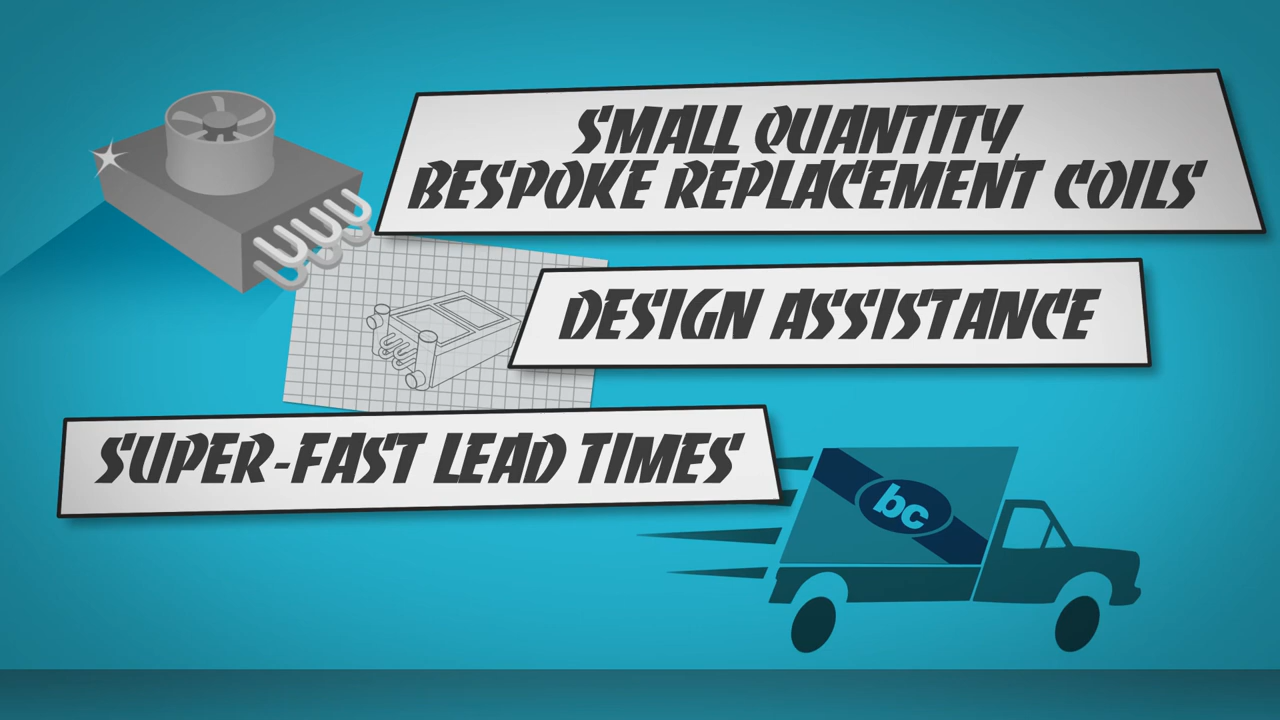 SMALL QUANTITY
BESPOKE REPLACEMENT COILS
DESIGN ASSISTANCE
SUPER-FAST LEAD TIMES
bc